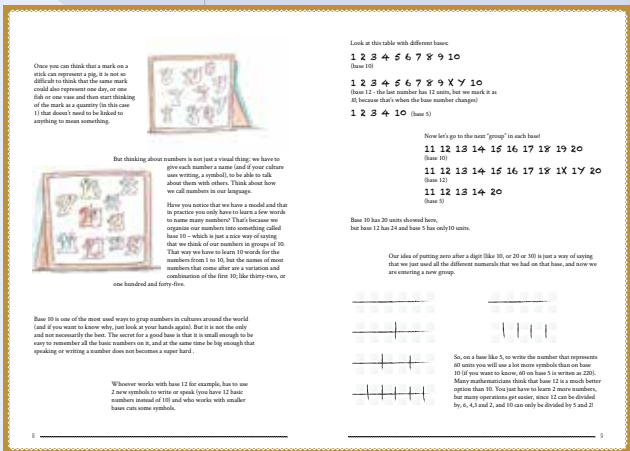 Once you can think that a mark on a
stick can represent a pig, it is not so
difficult to think that the same mark
could also represent one day, or one
fish or one vase and then start thinking
of the mark as a quantity (in this case
1) that doesn't need to be linked to
anything to mean something.
But thinking about numbers is not just a visual thing: we have to
give each number a name (and if your culture
uses writing, a symbol), to be able to talk
about them with others. Think about how
we call numbers in our language.
Have you notice that we have a model and that
in practice you only have to learn a few words
to name many numbers? That's because we
organize our numbers into something called
base 10 – which is just a nice way of saying
that we think of our numbers in groups of 10.
That way we have to learn 10 words for the
numbers from 1 to 10, but the names of most
numbers that come after are a variation and
combination of the first 10; like thirty-two, or
one hundred and forty-five.
Base 10 is one of the most used ways to grup numbers in cultures around the world
(and if you want to know why, just look at your hands again). But it is not the only
and not necessarily the best. The secret for a good base is that it is small enough to be
easy to remember all the basic numbers on it, and at the same time be big enough that
speaking or writing a number does not becomes a super hard .
Whoever works with base 12 for example, has to use
2 new symbols to write or speak (you have 12 basic
numbers instead of 10) and who works with smaller
bases cuts some symbols.
8
Look at this table with different bases:
1 2 3 4 5 6 7 8 9 10
(base 10)
1 2 3 4 5 6 7 8 9 X Y 10
(base 12 - the last number has 12 units, but we mark it as
10, because that's when the base number changes)
1 2 3 4 10 (base 5)
Now let's go to the next "group" in each base!
11 12 13 14 15 16 17 18 19 20
(base 10)
11 12 13 14 15 16 17 18 1X 1Y 20
(base 12)
11 12 13 14 20
(base 5)
Base 10 has 20 units showed here,
but base 12 has 24 and base 5 has only10 units.
Our idea of putting zero after a digit (like 10, or 20 or 30) is just a way of saying
that we just used all the different numerals that we had on that base, and now we
are entering a new group.
So, on a base like 5, to write the number that represents
60 units you will use a lot more symbols than on base
10 (if you want to know, 60 on base 5 is writen as 220).
Many mathematicians think that base 12 is a much better
option than 10. You just have to learn 2 more numbers,
but many operations get easier, since 12 can be divided
by, 6, 4,3 and 2, and 10 can only be divided by 5 and 2!
9